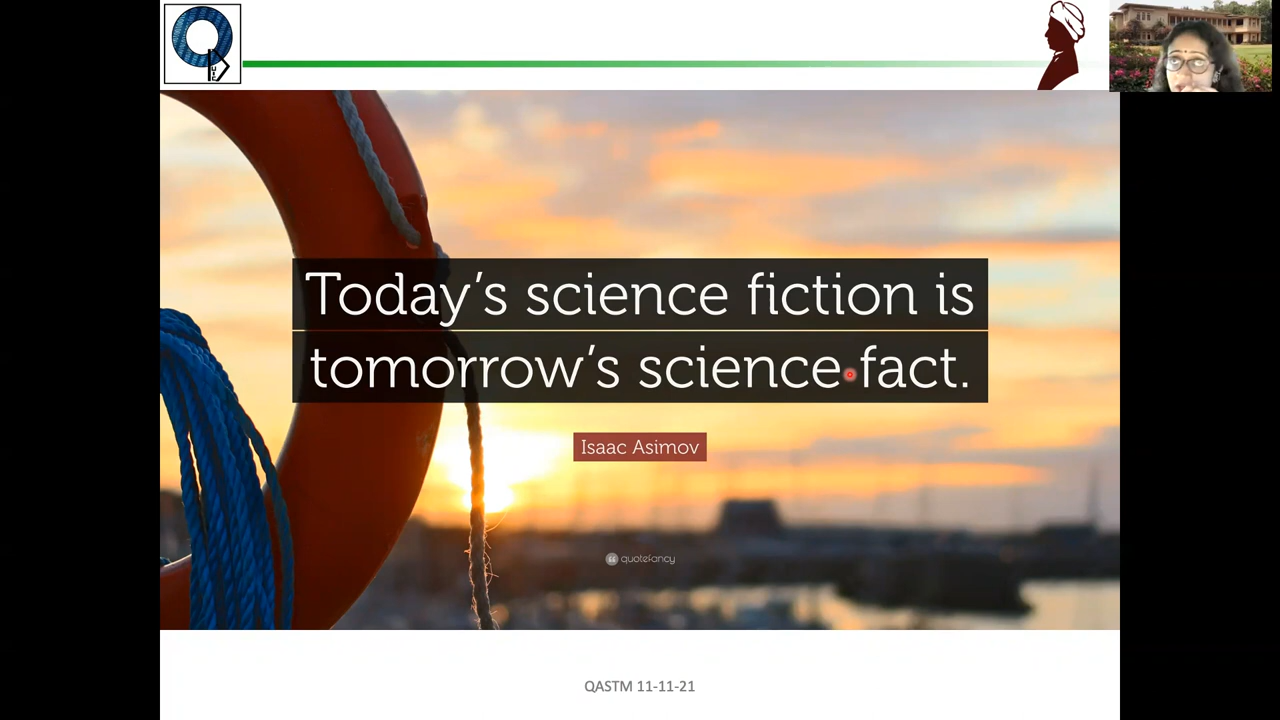 Today's science fiction is
tomorrow's science fact.
Isaac Asimov
quotefancy
QASTM 11-11-21